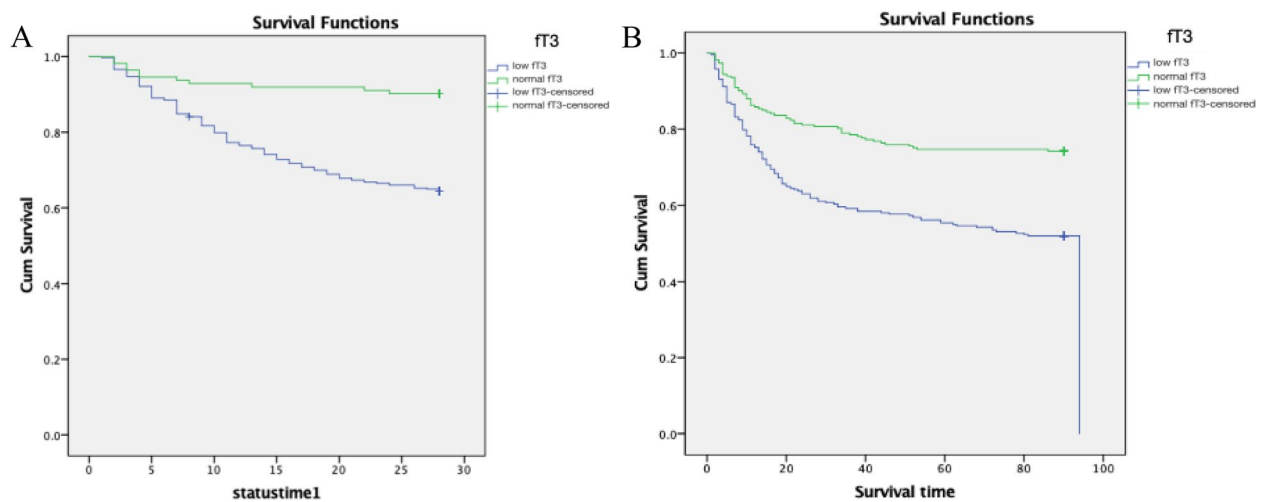 A
Survival Functions
fT3
low fT3
normal fT3
low fT3-censored
normal fT3-censored
1.0
0.8
0.6
0.4
0.2
0.0
Cum Survival
0 5 10 15 20 25 30
statustime1
B
Survival Functions
fT3
low fT3
normal fT3
low fT3-censored
normal fT3-censored
1.0
0.8
0.6
0.4
0.2
0.0
Cum Survival
0 20 40 60 80 100
Survival time